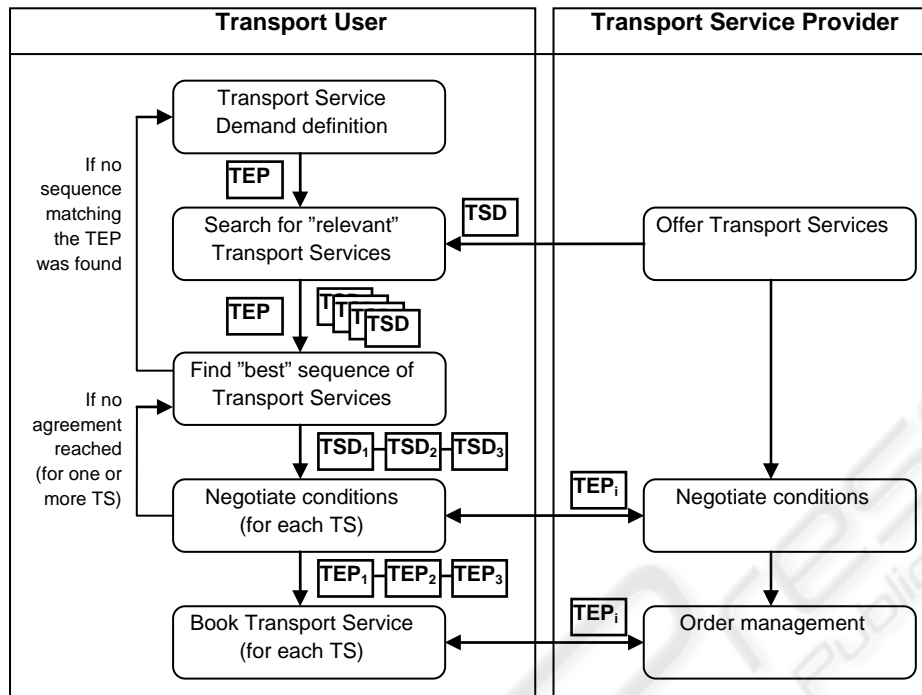 Transport User
Transport Service Provider
Transport Service
Demand definition
If no
sequence
matching
the TEP
was found
TEP
TSD
Search for ”relevant”
Transport Services
Offer Transport Services
TEP
TSD
Find ”best” sequence of
Transport Services
If no
agreement
reached
(for one or
more TS)
TSD₁ TSD₂ TSD₃
TEPᵢ
Negotiate conditions
(for each TS)
Negotiate conditions
TEP₁ TEP₂ TEP₃
TEPᵢ
Book Transport Service
(for each TS)
Order management